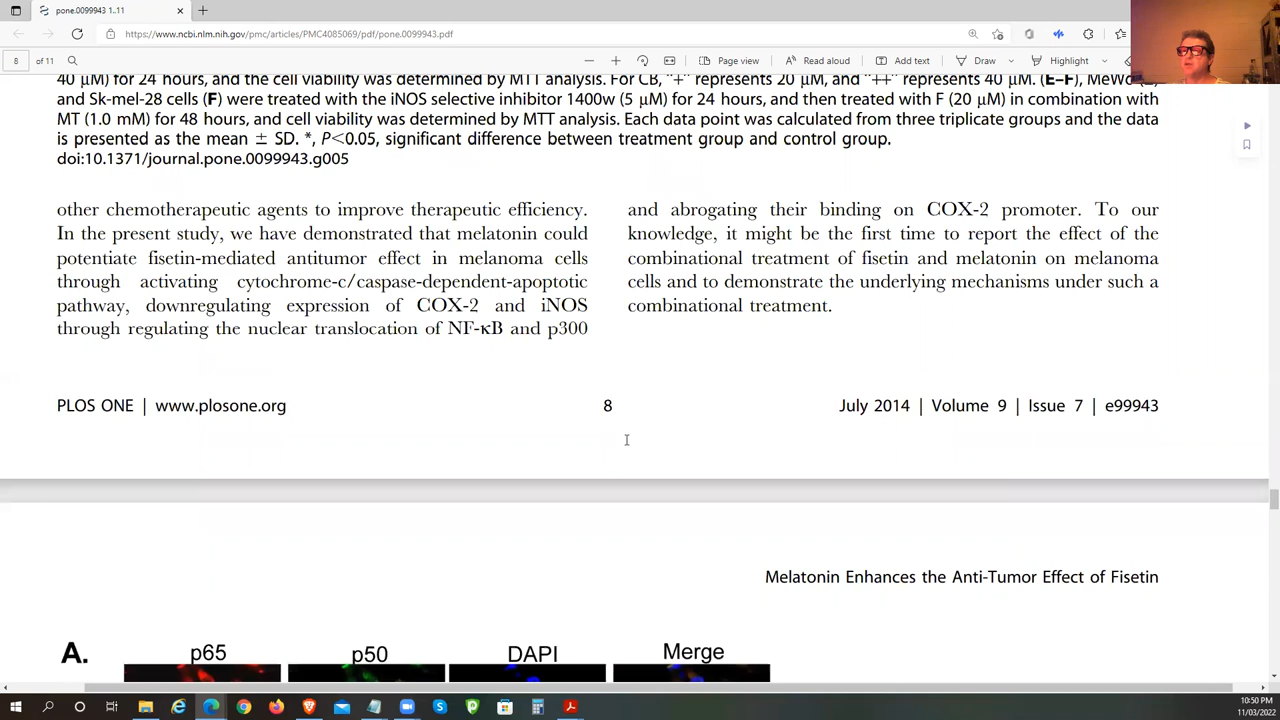 pone.0099943 1..11
https://www.ncbi.nlm.nih.gov/pmc/articles/PMC4085069/pdf/pone.0099943.pdf
8 of 11
Page view
Read aloud
Add text
Draw
Highlight
40 μM) for 24 hours, and the cell viability was determined by MTT analysis. For CB, "+" represents 20 μM, and "++" represents 40 μM. (E–F), MeWo (E)
and Sk-mel-28 cells (F) were treated with the iNOS selective inhibitor 1400w (5 μM) for 24 hours, and then treated with F (20 μM) in combination with
MT (1.0 mM) for 48 hours, and cell viability was determined by MTT analysis. Each data point was calculated from three triplicate groups and the data
is presented as the mean ± SD. *, P<0.05, significant difference between treatment group and control group.
doi:10.1371/journal.pone.0099943.g005
other chemotherapeutic agents to improve therapeutic efficiency.
In the present study, we have demonstrated that melatonin could
potentiate fisetin-mediated antitumor effect in melanoma cells
through activating cytochrome-c/caspase-dependent-apoptotic
pathway, downregulating expression of COX-2 and iNOS
through regulating the nuclear translocation of NF-κB and p300
and abrogating their binding on COX-2 promoter. To our
knowledge, it might be the first time to report the effect of the
combinational treatment of fisetin and melatonin on melanoma
cells and to demonstrate the underlying mechanisms under such a
combinational treatment.
PLOS ONE | www.plosone.org
8
July 2014 | Volume 9 | Issue 7 | e99943
Melatonin Enhances the Anti-Tumor Effect of Fisetin
A.
p65
p50
DAPI
Merge
10:50 PM
11/03/2022